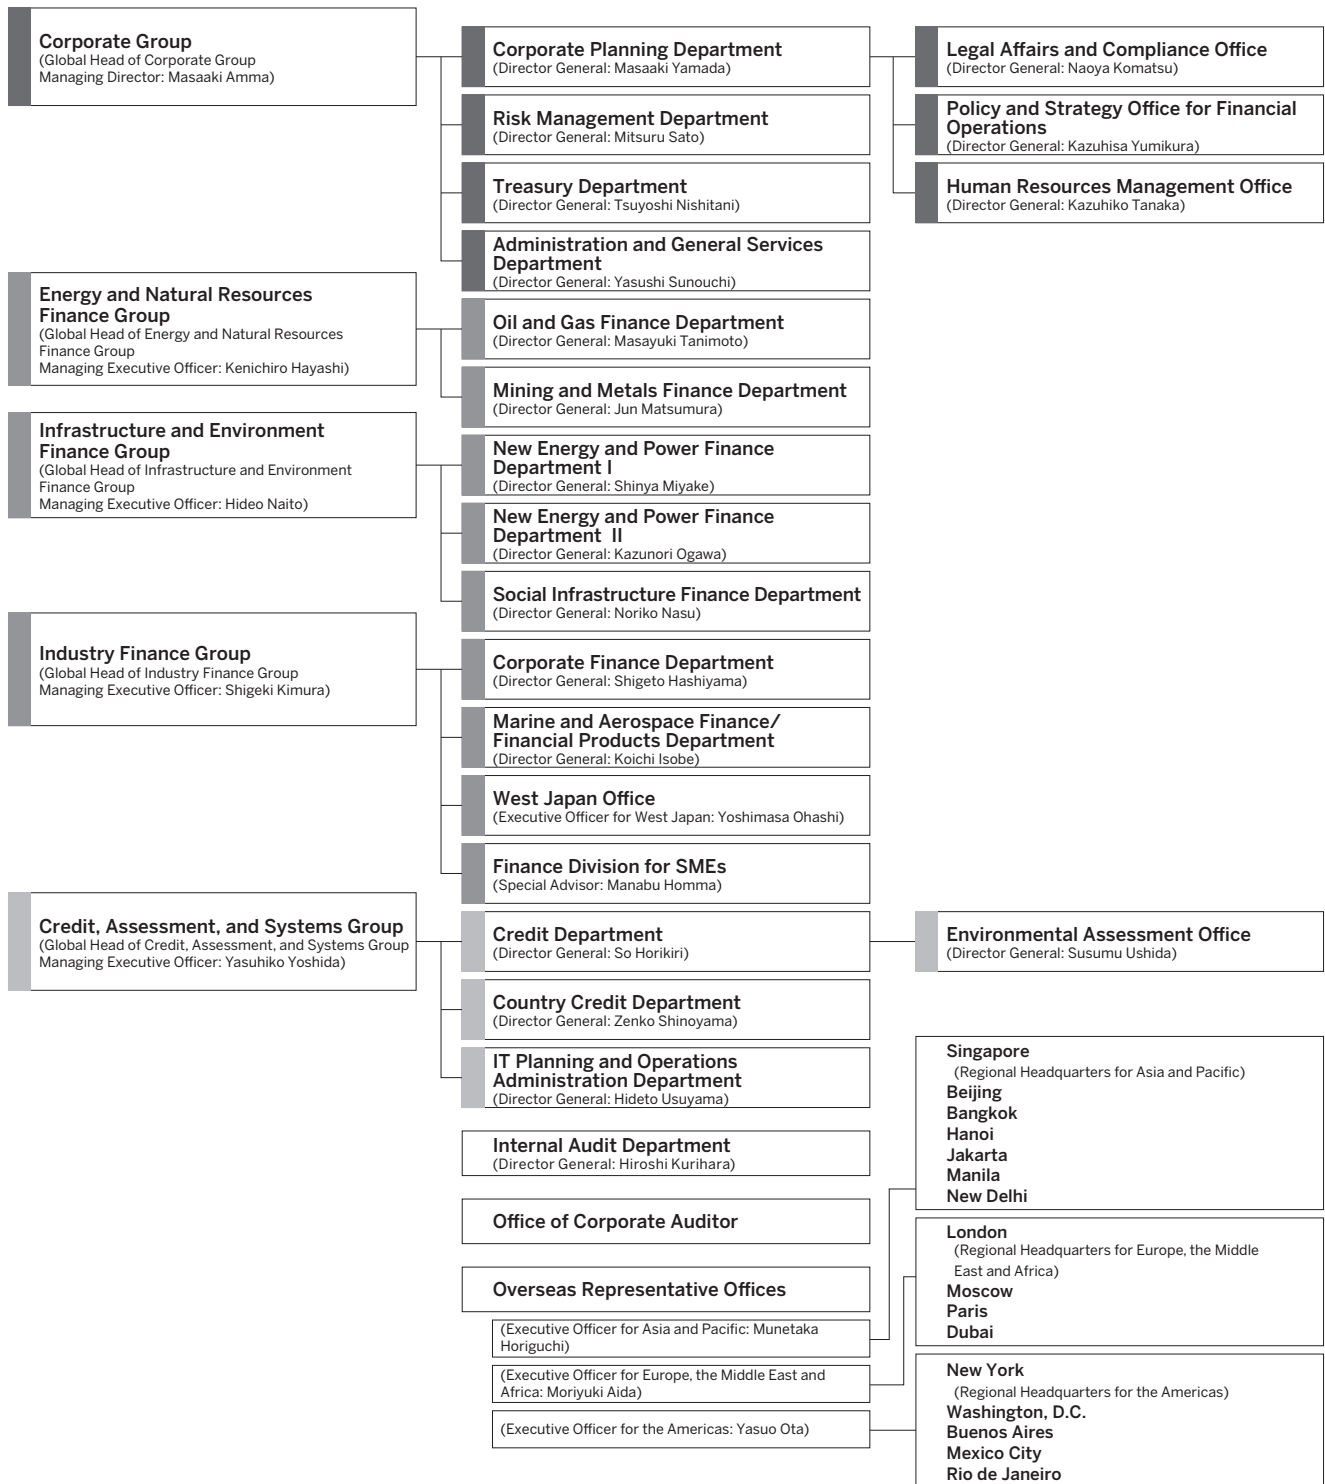 Corporate Group
(Global Head of Corporate Group
Managing Director: Masaaki Amma)
Corporate Planning Department
(Director General: Masaaki Yamada)
Legal Affairs and Compliance Office
(Director General: Naoya Komatsu)
Policy and Strategy Office for Financial
Operations
(Director General: Kazuhisa Yumikura)
Human Resources Management Office
(Director General: Kazuhiko Tanaka)
Risk Management Department
(Director General: Mitsuru Sato)
Treasury Department
(Director General: Tsuyoshi Nishitani)
Administration and General Services
Department
(Director General: Yasushi Sunouchi)
Energy and Natural Resources
Finance Group
(Global Head of Energy and Natural Resources
Finance Group
Managing Executive Officer: Kenichiro Hayashi)
Oil and Gas Finance Department
(Director General: Masayuki Tanimoto)
Mining and Metals Finance Department
(Director General: Jun Matsumura)
Infrastructure and Environment
Finance Group
(Global Head of Infrastructure and Environment
Finance Group
Managing Executive Officer: Hideo Naito)
New Energy and Power Finance
Department I
(Director General: Shinya Miyake)
New Energy and Power Finance
Department II
(Director General: Kazunori Ogawa)
Social Infrastructure Finance Department
(Director General: Noriko Nasu)
Industry Finance Group
(Global Head of Industry Finance Group
Managing Executive Officer: Shigeki Kimura)
Corporate Finance Department
(Director General: Shigeto Hashiyama)
Marine and Aerospace Finance/
Financial Products Department
(Director General: Koichi Isobe)
West Japan Office
(Executive Officer for West Japan: Yoshimasa Ohashi)
Finance Division for SMEs
(Special Advisor: Manabu Homma)
Credit, Assessment, and Systems Group
(Global Head of Credit, Assessment, and Systems Group
Managing Executive Officer: Yasuhiko Yoshida)
Credit Department
(Director General: So Horikiri)
Environmental Assessment Office
(Director General: Susumu Ushida)
Country Credit Department
(Director General: Zenko Shinoyama)
IT Planning and Operations
Administration Department
(Director General: Hideto Usuyama)
Internal Audit Department
(Director General: Hiroshi Kurihara)
Office of Corporate Auditor
Overseas Representative Offices
(Executive Officer for Asia and Pacific: Munetaka
Horiguchi)
Singapore
(Regional Headquarters for Asia and Pacific)
Beijing
Bangkok
Hanoi
Jakarta
Manila
New Delhi
(Executive Officer for Europe, the Middle East and
Africa: Moriyuki Aida)
London
(Regional Headquarters for Europe, the Middle
East and Africa)
Moscow
Paris
Dubai
(Executive Officer for the Americas: Yasuo Ota)
New York
(Regional Headquarters for the Americas)
Washington, D.C.
Buenos Aires
Mexico City
Rio de Janeiro